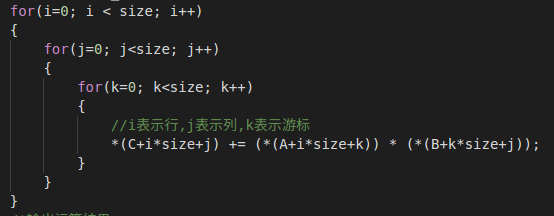 for(i=0; i < size; i++)
{
for(j=0; j<size; j++)
{
for(k=0; k<size; k++)
{
//i表示行,j表示列,k表示游标
*(C+i*size+j) += (*(A+i*size+k)) * (*(B+k*size+j));
}
}
}